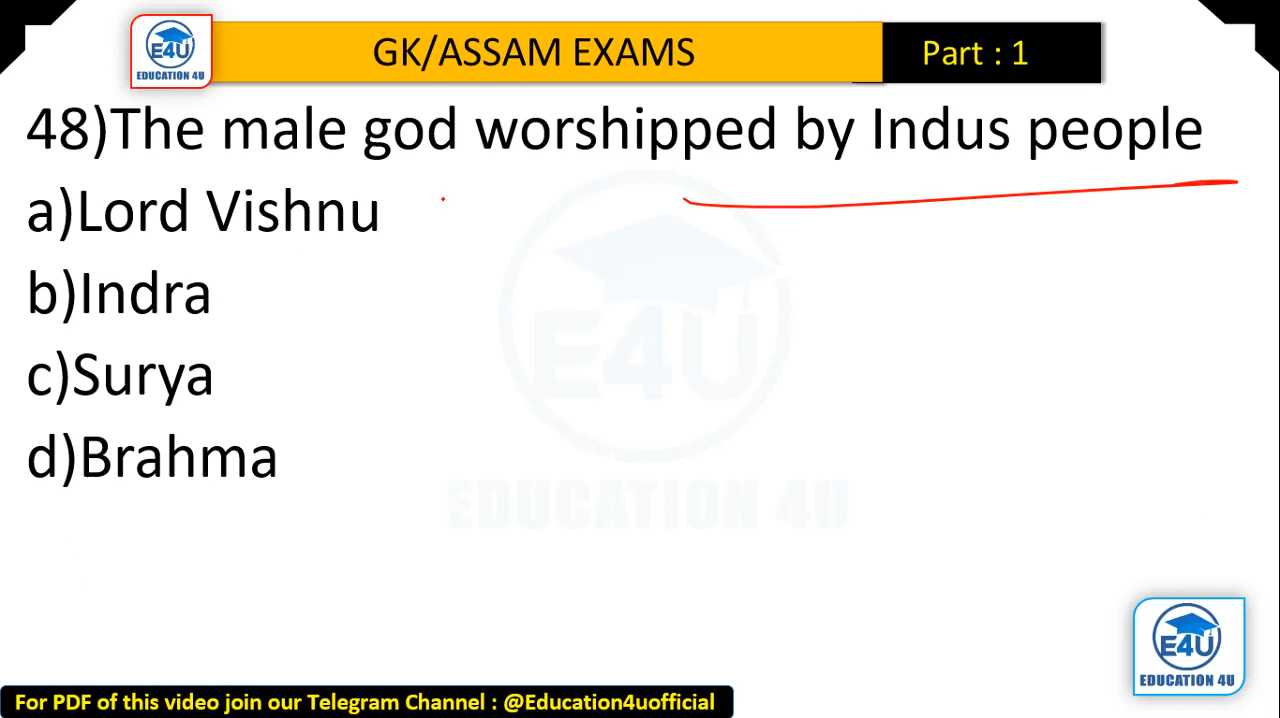 E4U
EDUCATION 4U
GK/ASSAM EXAMS
Part : 1
48)The male god worshipped by Indus people
a)Lord Vishnu
b)Indra
c)Surya
d)Brahma
E4U
EDUCATION 4U
E4U
EDUCATION 4U
For PDF of this video join our Telegram Channel : @Education4uofficial